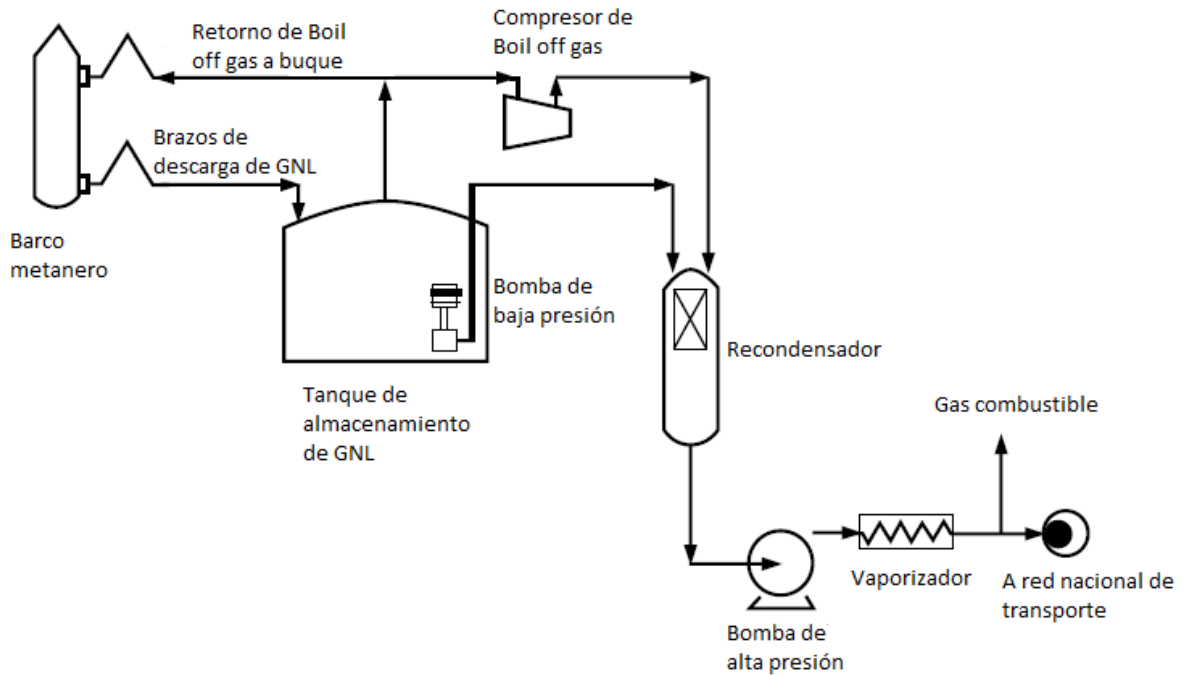 Retorno de Boil
off gas a buque
Compresor de
Boil off gas
Brazos de
descarga de GNL
Barco
metanero
Bomba de
baja presión
Tanque de
almacenamiento
de GNL
Recondensador
Gas combustible
Vaporizador
A red nacional de
transporte
Bomba de
alta presión